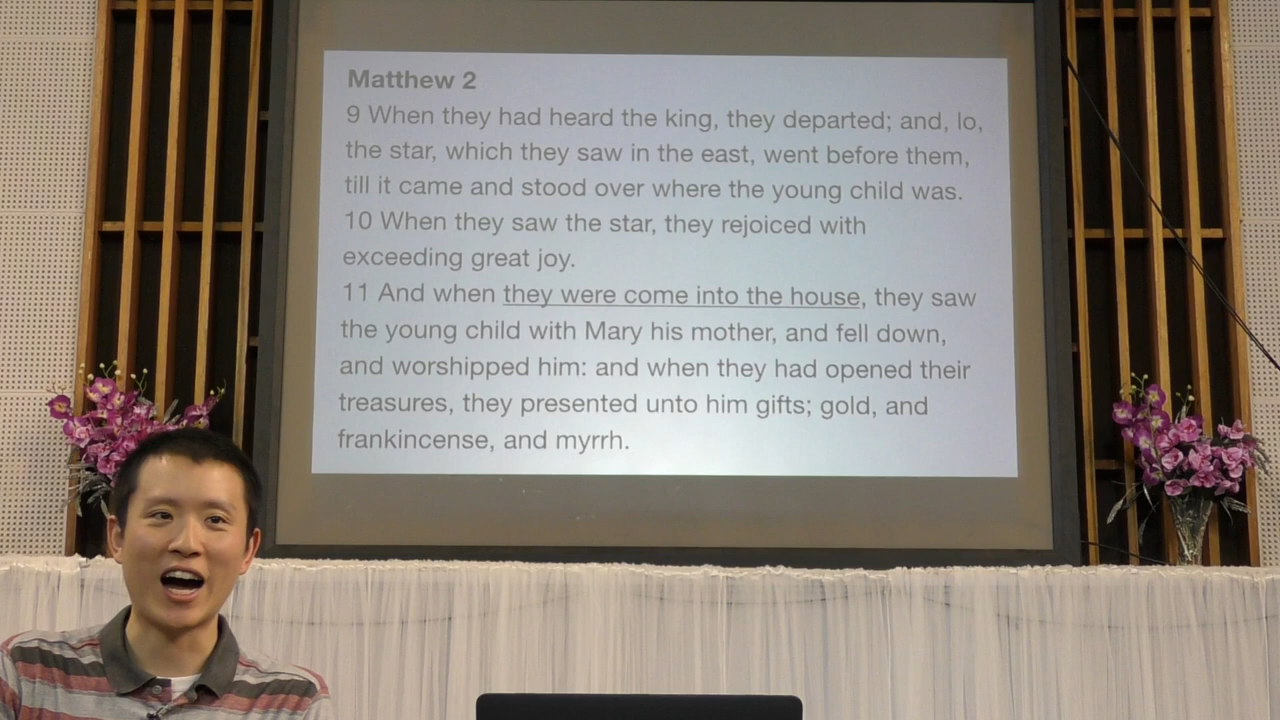 Matthew 2
9 When they had heard the king, they departed; and, lo,
the star, which they saw in the east, went before them,
till it came and stood over where the young child was.
10 When they saw the star, they rejoiced with
exceeding great joy.
11 And when they were come into the house, they saw
the young child with Mary his mother, and fell down,
and worshipped him: and when they had opened their
treasures, they presented unto him gifts; gold, and
frankincense, and myrrh.